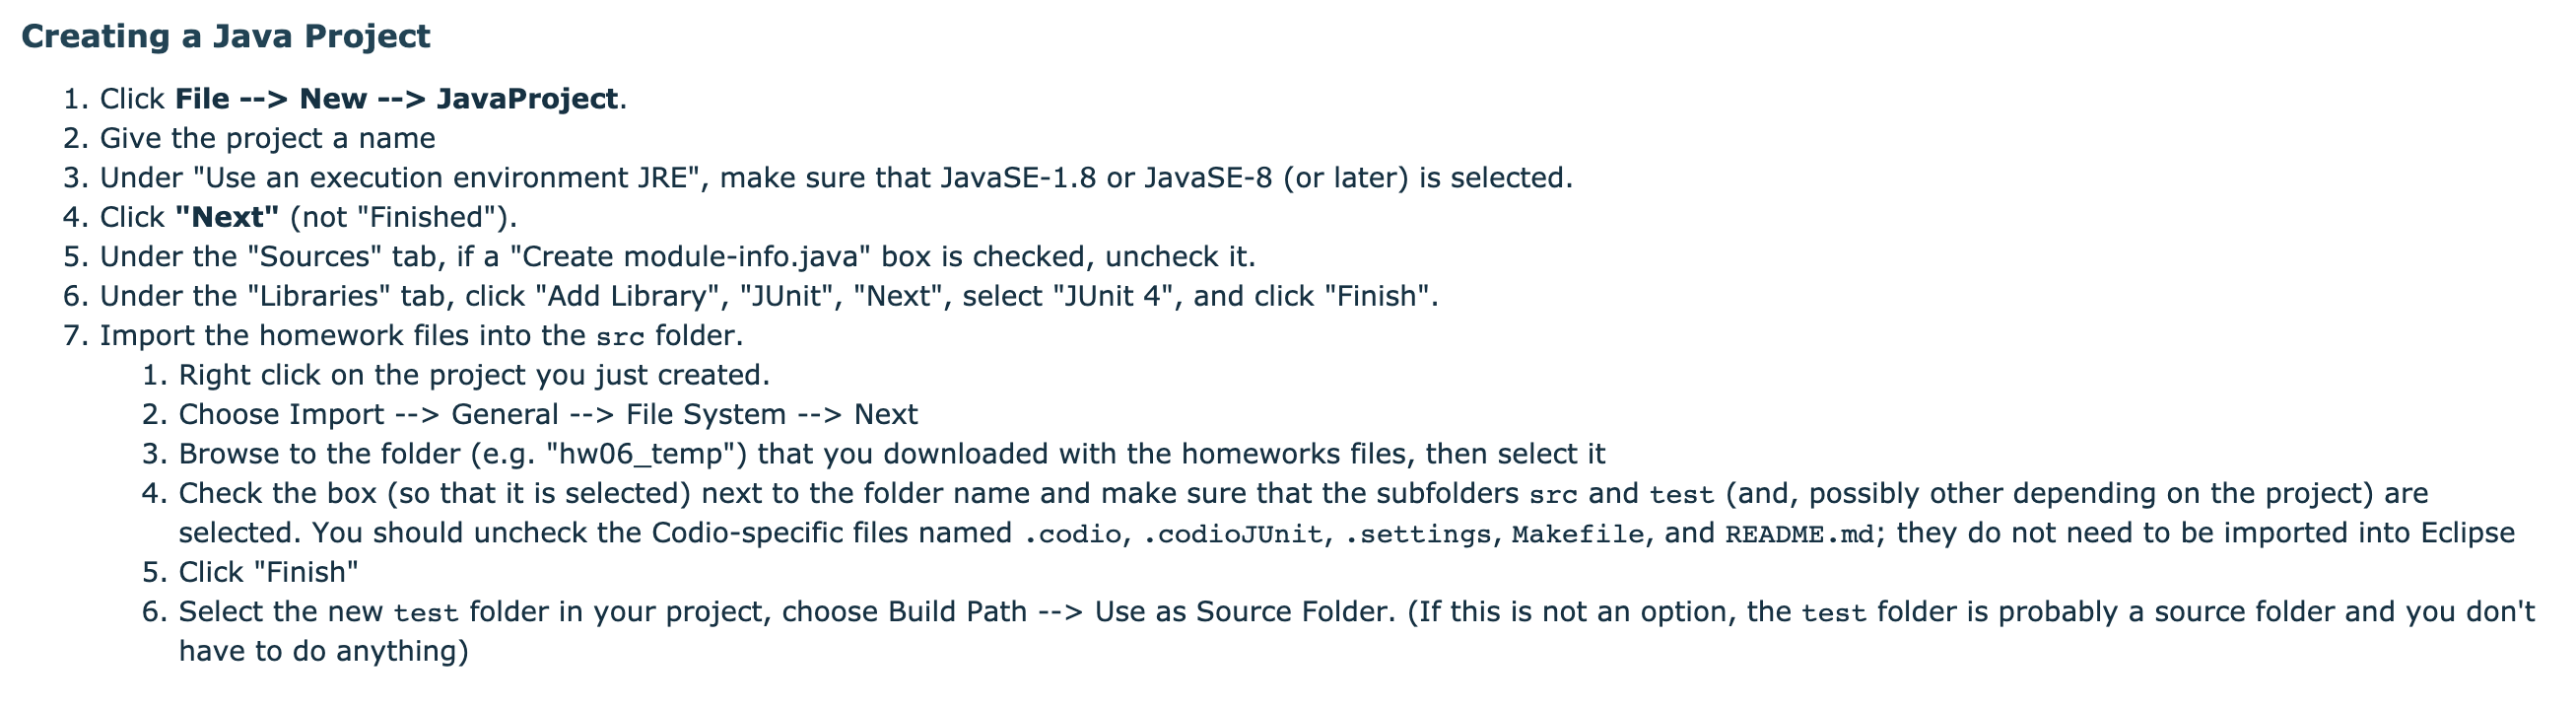 Creating a Java Project
1. Click File --> New --> JavaProject.
2. Give the project a name
3. Under "Use an execution environment JRE", make sure that JavaSE-1.8 or JavaSE-8 (or later) is selected.
4. Click "Next" (not "Finished").
5. Under the "Sources" tab, if a "Create module-info.java" box is checked, uncheck it.
6. Under the "Libraries" tab, click "Add Library", "JUnit", "Next", select "JUnit 4", and click "Finish".
7. Import the homework files into the src folder.
1. Right click on the project you just created.
2. Choose Import --> General --> File System --> Next
3. Browse to the folder (e.g. "hw06_temp") that you downloaded with the homeworks files, then select it
4. Check the box (so that it is selected) next to the folder name and make sure that the subfolders src and test (and, possibly other depending on the project) are
selected. You should uncheck the Codio-specific files named .codio, .codioJUnit, .settings, Makefile, and README.md; they do not need to be imported into Eclipse
5. Click "Finish"
6. Select the new test folder in your project, choose Build Path --> Use as Source Folder. (If this is not an option, the test folder is probably a source folder and you don't
have to do anything)